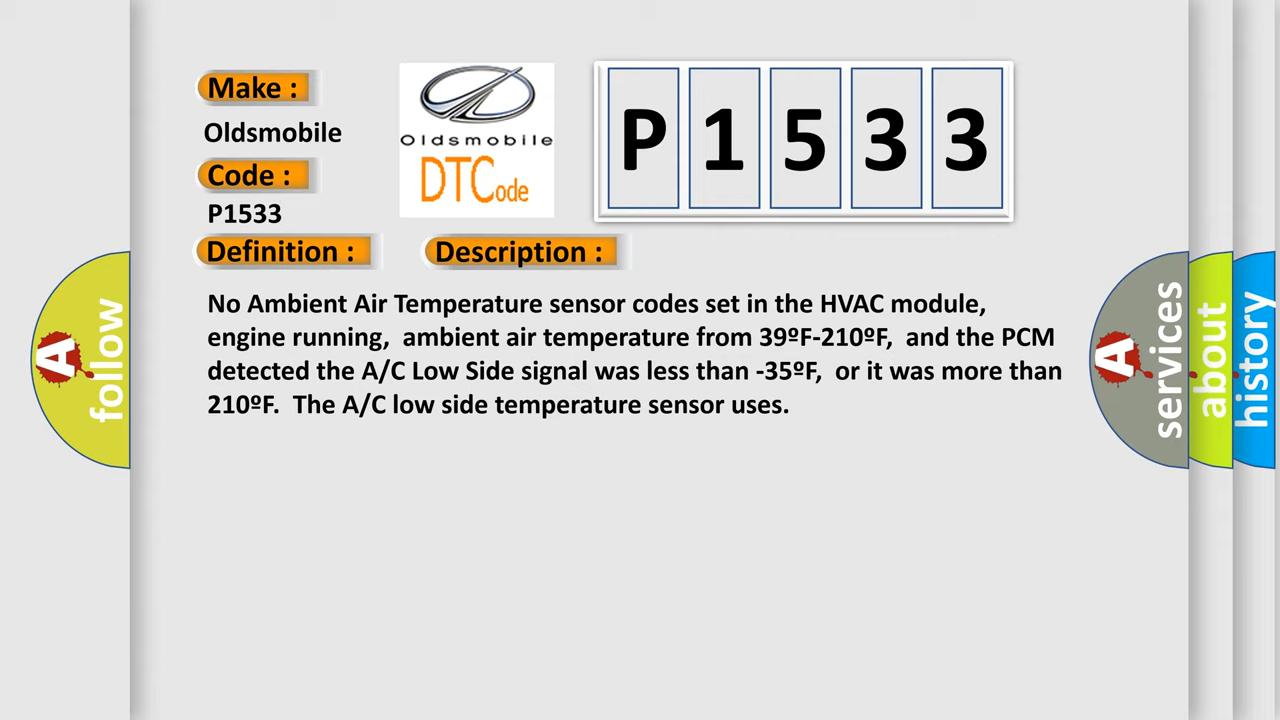 Make :
Oldsmobile
Code :
P1533
Oldsmobile
DTCode
P 1 5 3 3
Definition :
Description :
No Ambient Air Temperature sensor codes set in the HVAC module,
engine running,  ambient air temperature from 39ºF-210ºF,  and the PCM
detected the A/C Low Side signal was less than -35ºF,  or it was more than
210ºF.  The A/C low side temperature sensor uses.
A follow
A services
about
history